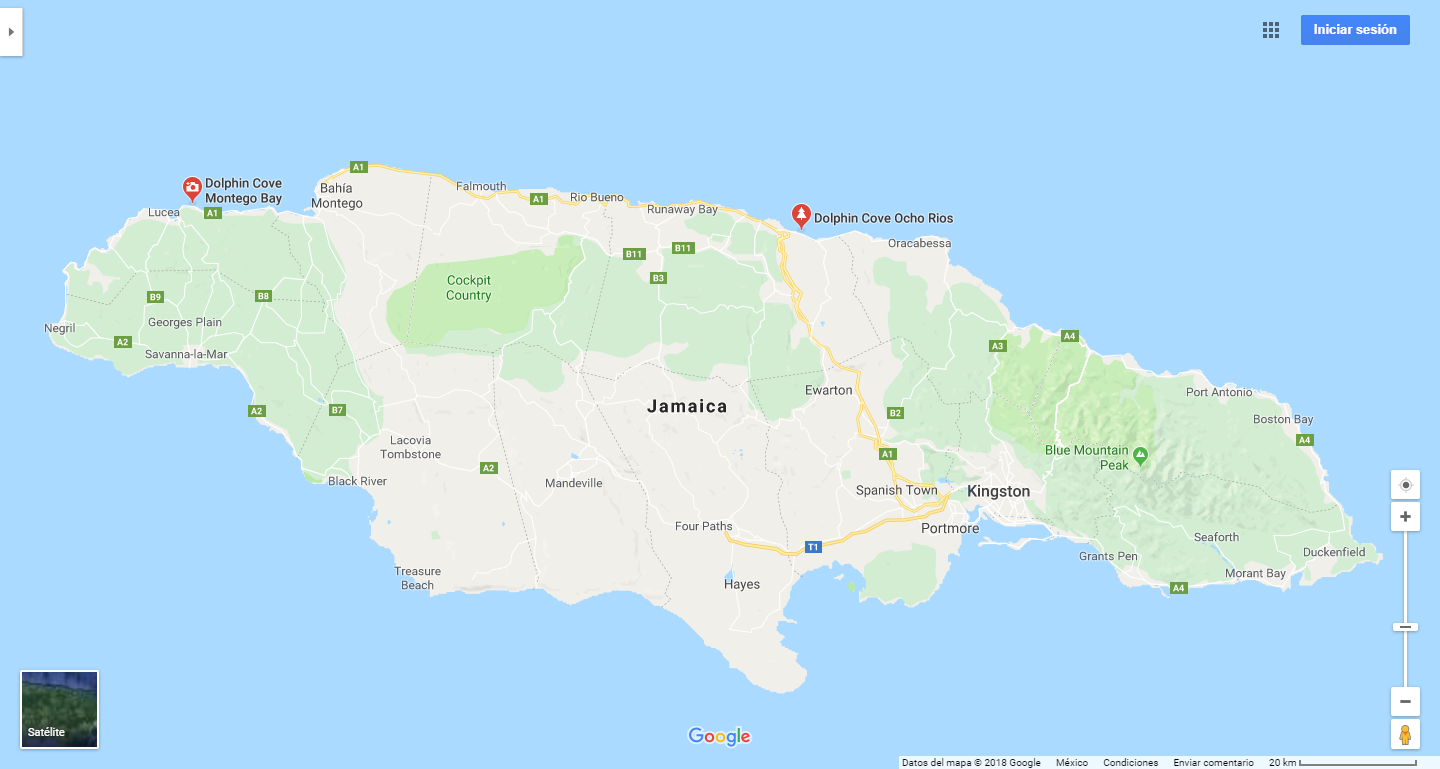 Iniciar sesión
A1
Dolphin Cove
Montego Bay
Bahía
Montego
Falmouth
A1
Rio Bueno
Runaway Bay
Dolphin Cove Ocho Rios
Lucea
A1
Oracabessa
B11
B11
B3
Cockpit
Country
B9
B8
Georges Plain
Negril
A2
Savanna-la-Mar
A3
A4
Jamaica
Ewarton
Port Antonio
A2
B7
B2
Boston Bay
Lacovia
Tombstone
A4
A1
Blue Mountain
Peak
A2
Black River
Mandeville
Spanish Town
Kingston
Four Paths
Portmore
T1
Seaforth
Grants Pen
Duckenfield
Treasure
Beach
Hayes
Morant Bay
A4
Satélite
Google
Datos del mapa © 2018 Google México Condiciones Enviar comentario 20 km